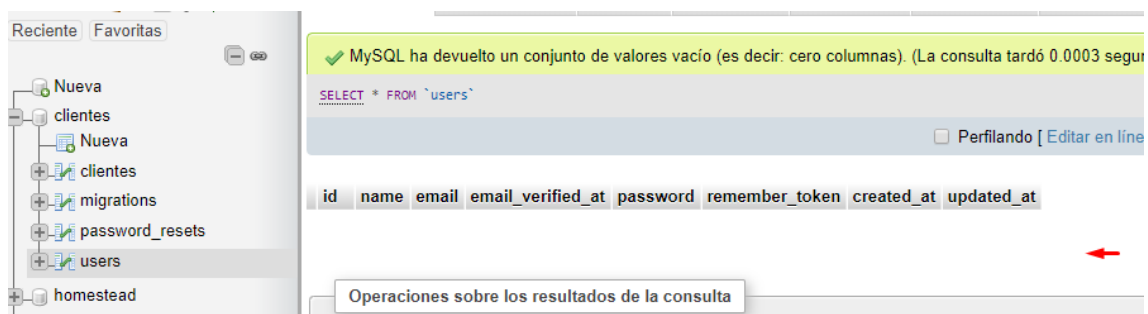 Reciente Favoritas
Nueva
clientes
Nueva
clientes
migrations
password_resets
users
homestead
MySQL ha devuelto un conjunto de valores vacío (es decir: cero columnas). (La consulta tardó 0.0003 segur
SELECT * FROM `users`
Perfilando [ Editar en líne
id name email email_verified_at password remember_token created_at updated_at
Operaciones sobre los resultados de la consulta